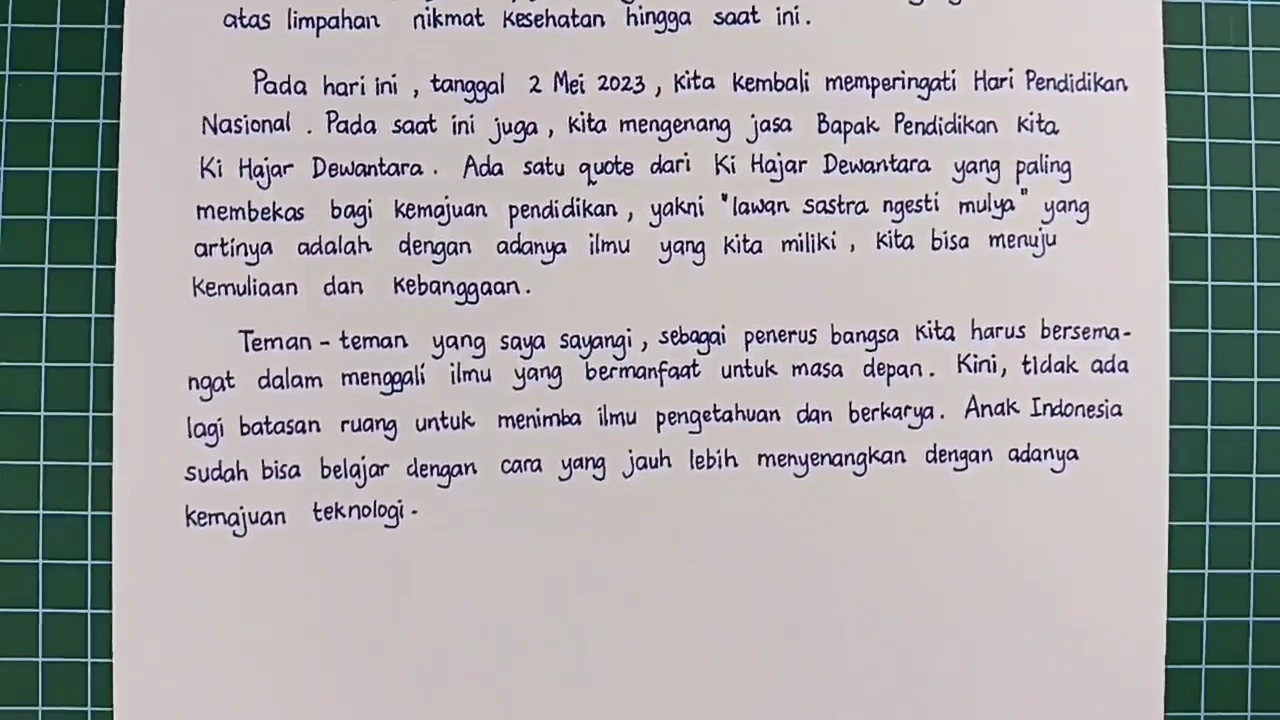 atas limpahan nikmat kesehatan hingga saat ini.
Pada hari ini, tanggal 2 Mei 2023, kita kembali memperingati Hari Pendidikan
Nasional. Pada saat ini juga, kita mengenang jasa Bapak Pendidikan kita
Ki Hajar Dewantara. Ada satu quote dari Ki Hajar Dewantara yang paling
membekas bagi kemajuan pendidikan, yakni "lawan sastra ngesti mulya" yang
artinya adalah dengan adanya ilmu yang kita miliki, kita bisa menuju
kemuliaan dan kebanggaan.
Teman-teman yang saya sayangi, sebagai penerus bangsa kita harus bersema-
ngat dalam menggali ilmu yang bermanfaat untuk masa depan. Kini, tidak ada
lagi batasan ruang untuk menimba ilmu pengetahuan dan berkarya. Anak Indonesia
sudah bisa belajar dengan cara yang jauh lebih menyenangkan dengan adanya
kemajuan teknologi.